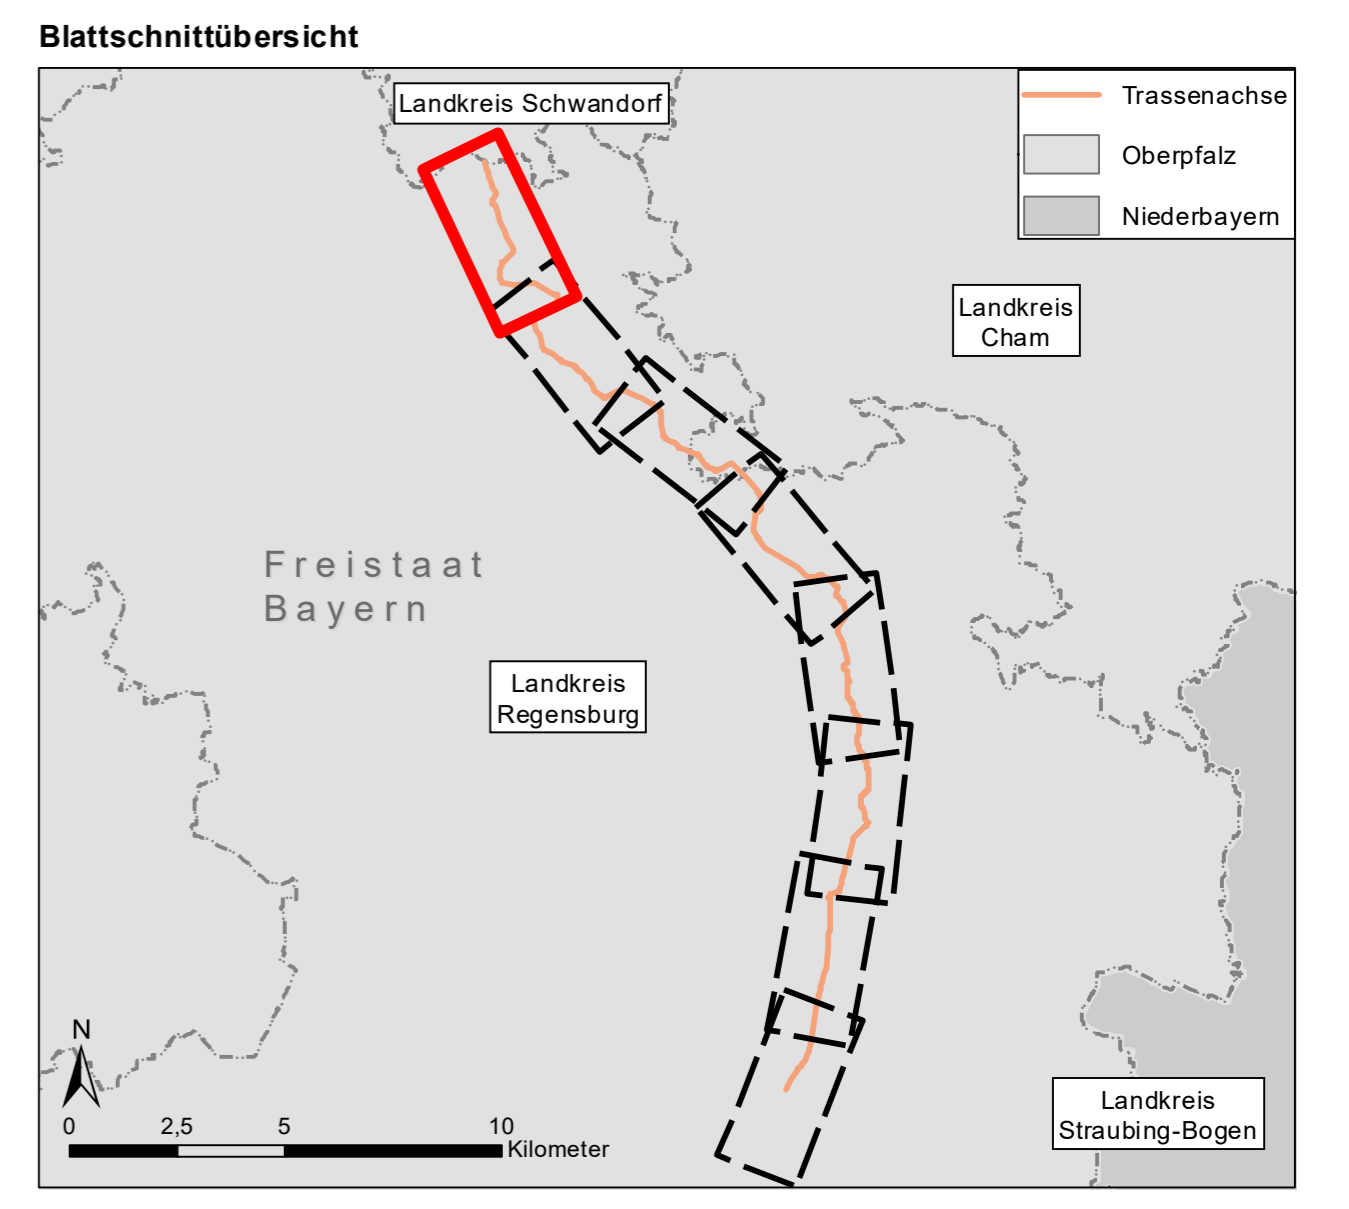 Blattschnittübersicht
Landkreis Schwandorf
Trassenachse
Oberpfalz
Niederbayern
Landkreis
Cham
Freistaat
Bayern
Landkreis
Regensburg
N
0 2,5 5 10
Kilometer
Landkreis
Straubing-Bogen